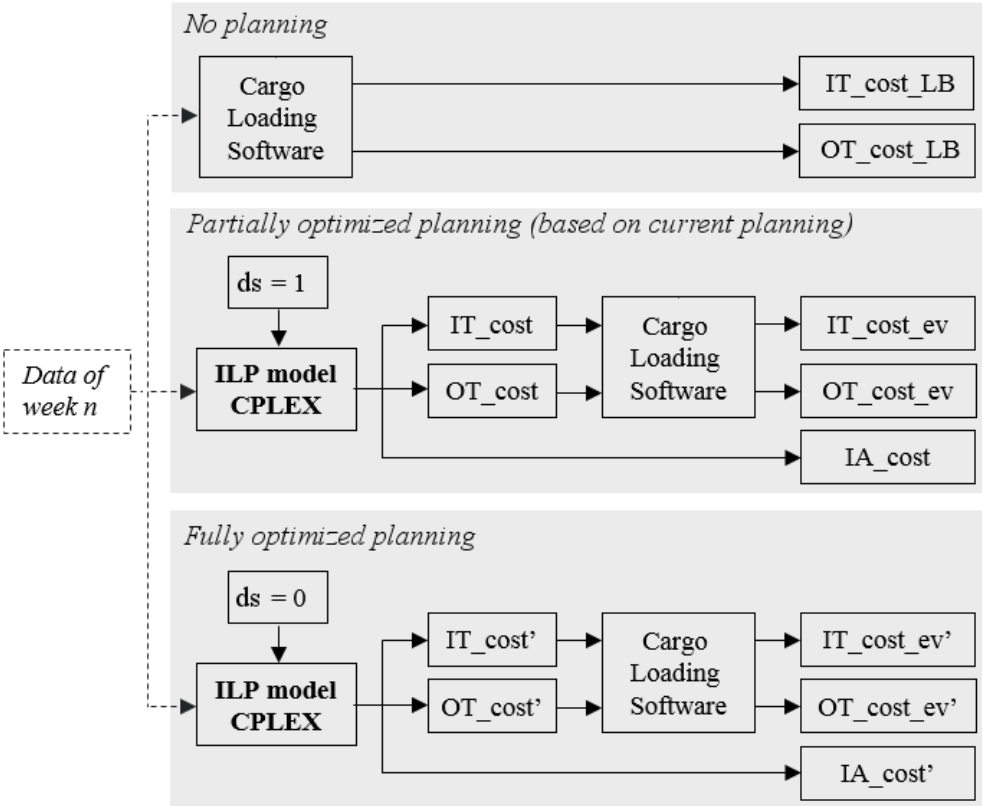 No planning
Cargo
Loading
Software
IT_cost_LB
OT_cost_LB
Partially optimized planning (based on current planning)
ds = 1
ILP model
CPLEX
IT_cost
OT_cost
Cargo
Loading
Software
IT_cost_ev
OT_cost_ev
IA_cost
Data of
week n
Fully optimized planning
ds = 0
ILP model
CPLEX
IT_cost’
OT_cost’
Cargo
Loading
Software
IT_cost_ev’
OT_cost_ev’
IA_cost’